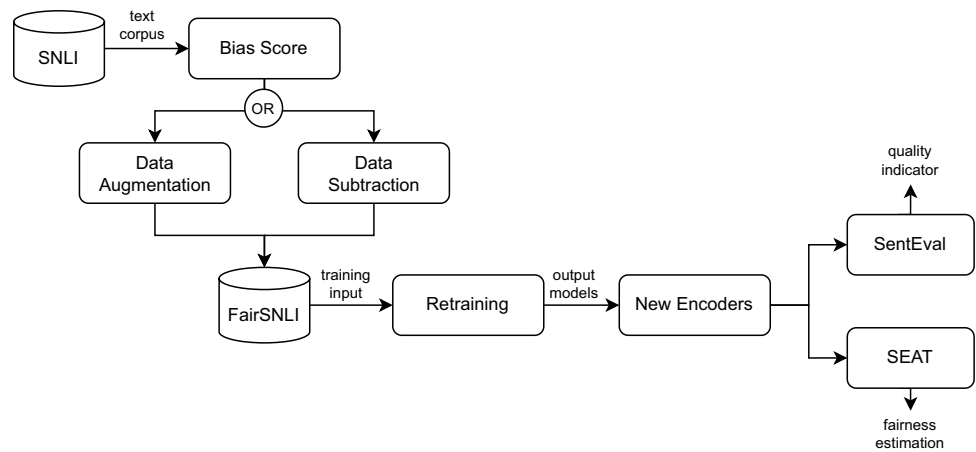 text
corpus
SNLI
Bias Score
OR
Data
Augmentation
Data
Subtraction
FairSNLI
training
input
Retraining
output
models
New Encoders
quality
indicator
SentEval
SEAT
fairness
estimation